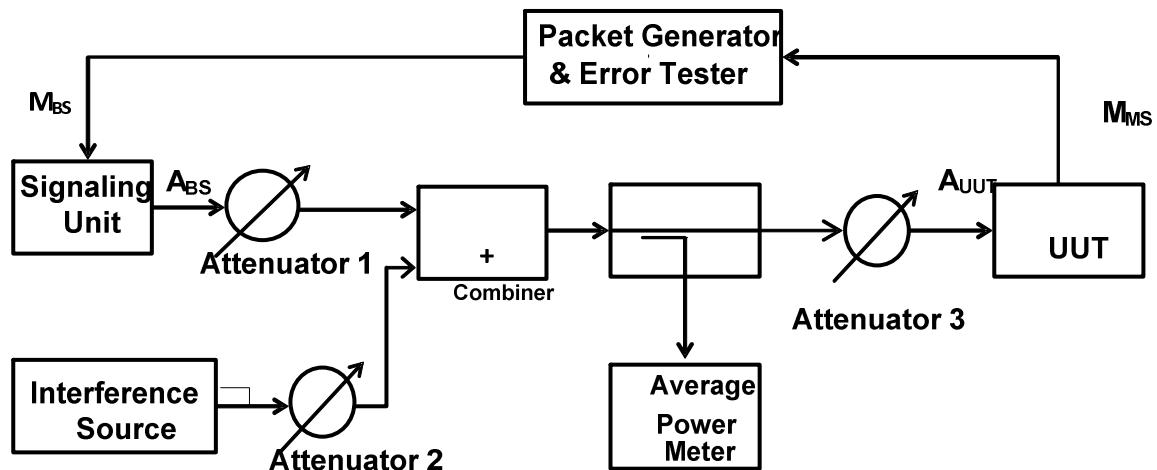 Packet Generator
& Error Tester
MBS
MMS
Signaling
Unit
ABS
Attenuator 1
+
Combiner
AUUT
UUT
Attenuator 3
Interference
Source
Attenuator 2
Average
Power
Meter